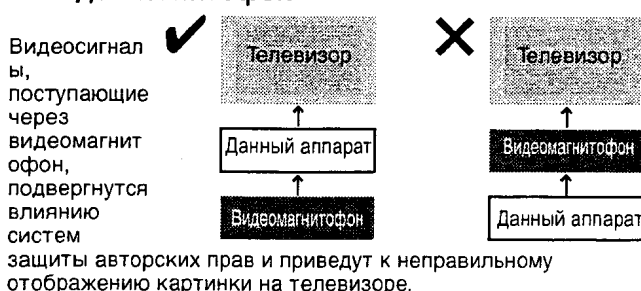 Видеосигнал
ы,
поступающие
через
видеомагнит
офон,
подвергнутся
влиянию
систем
защиты авторских прав и приведут к неправильному
отображению картинки на телевизоре.
Телевизор
Данный аппарат
Видеомагнитофон
Телевизор
Видеомагнитофон
Данный аппарат